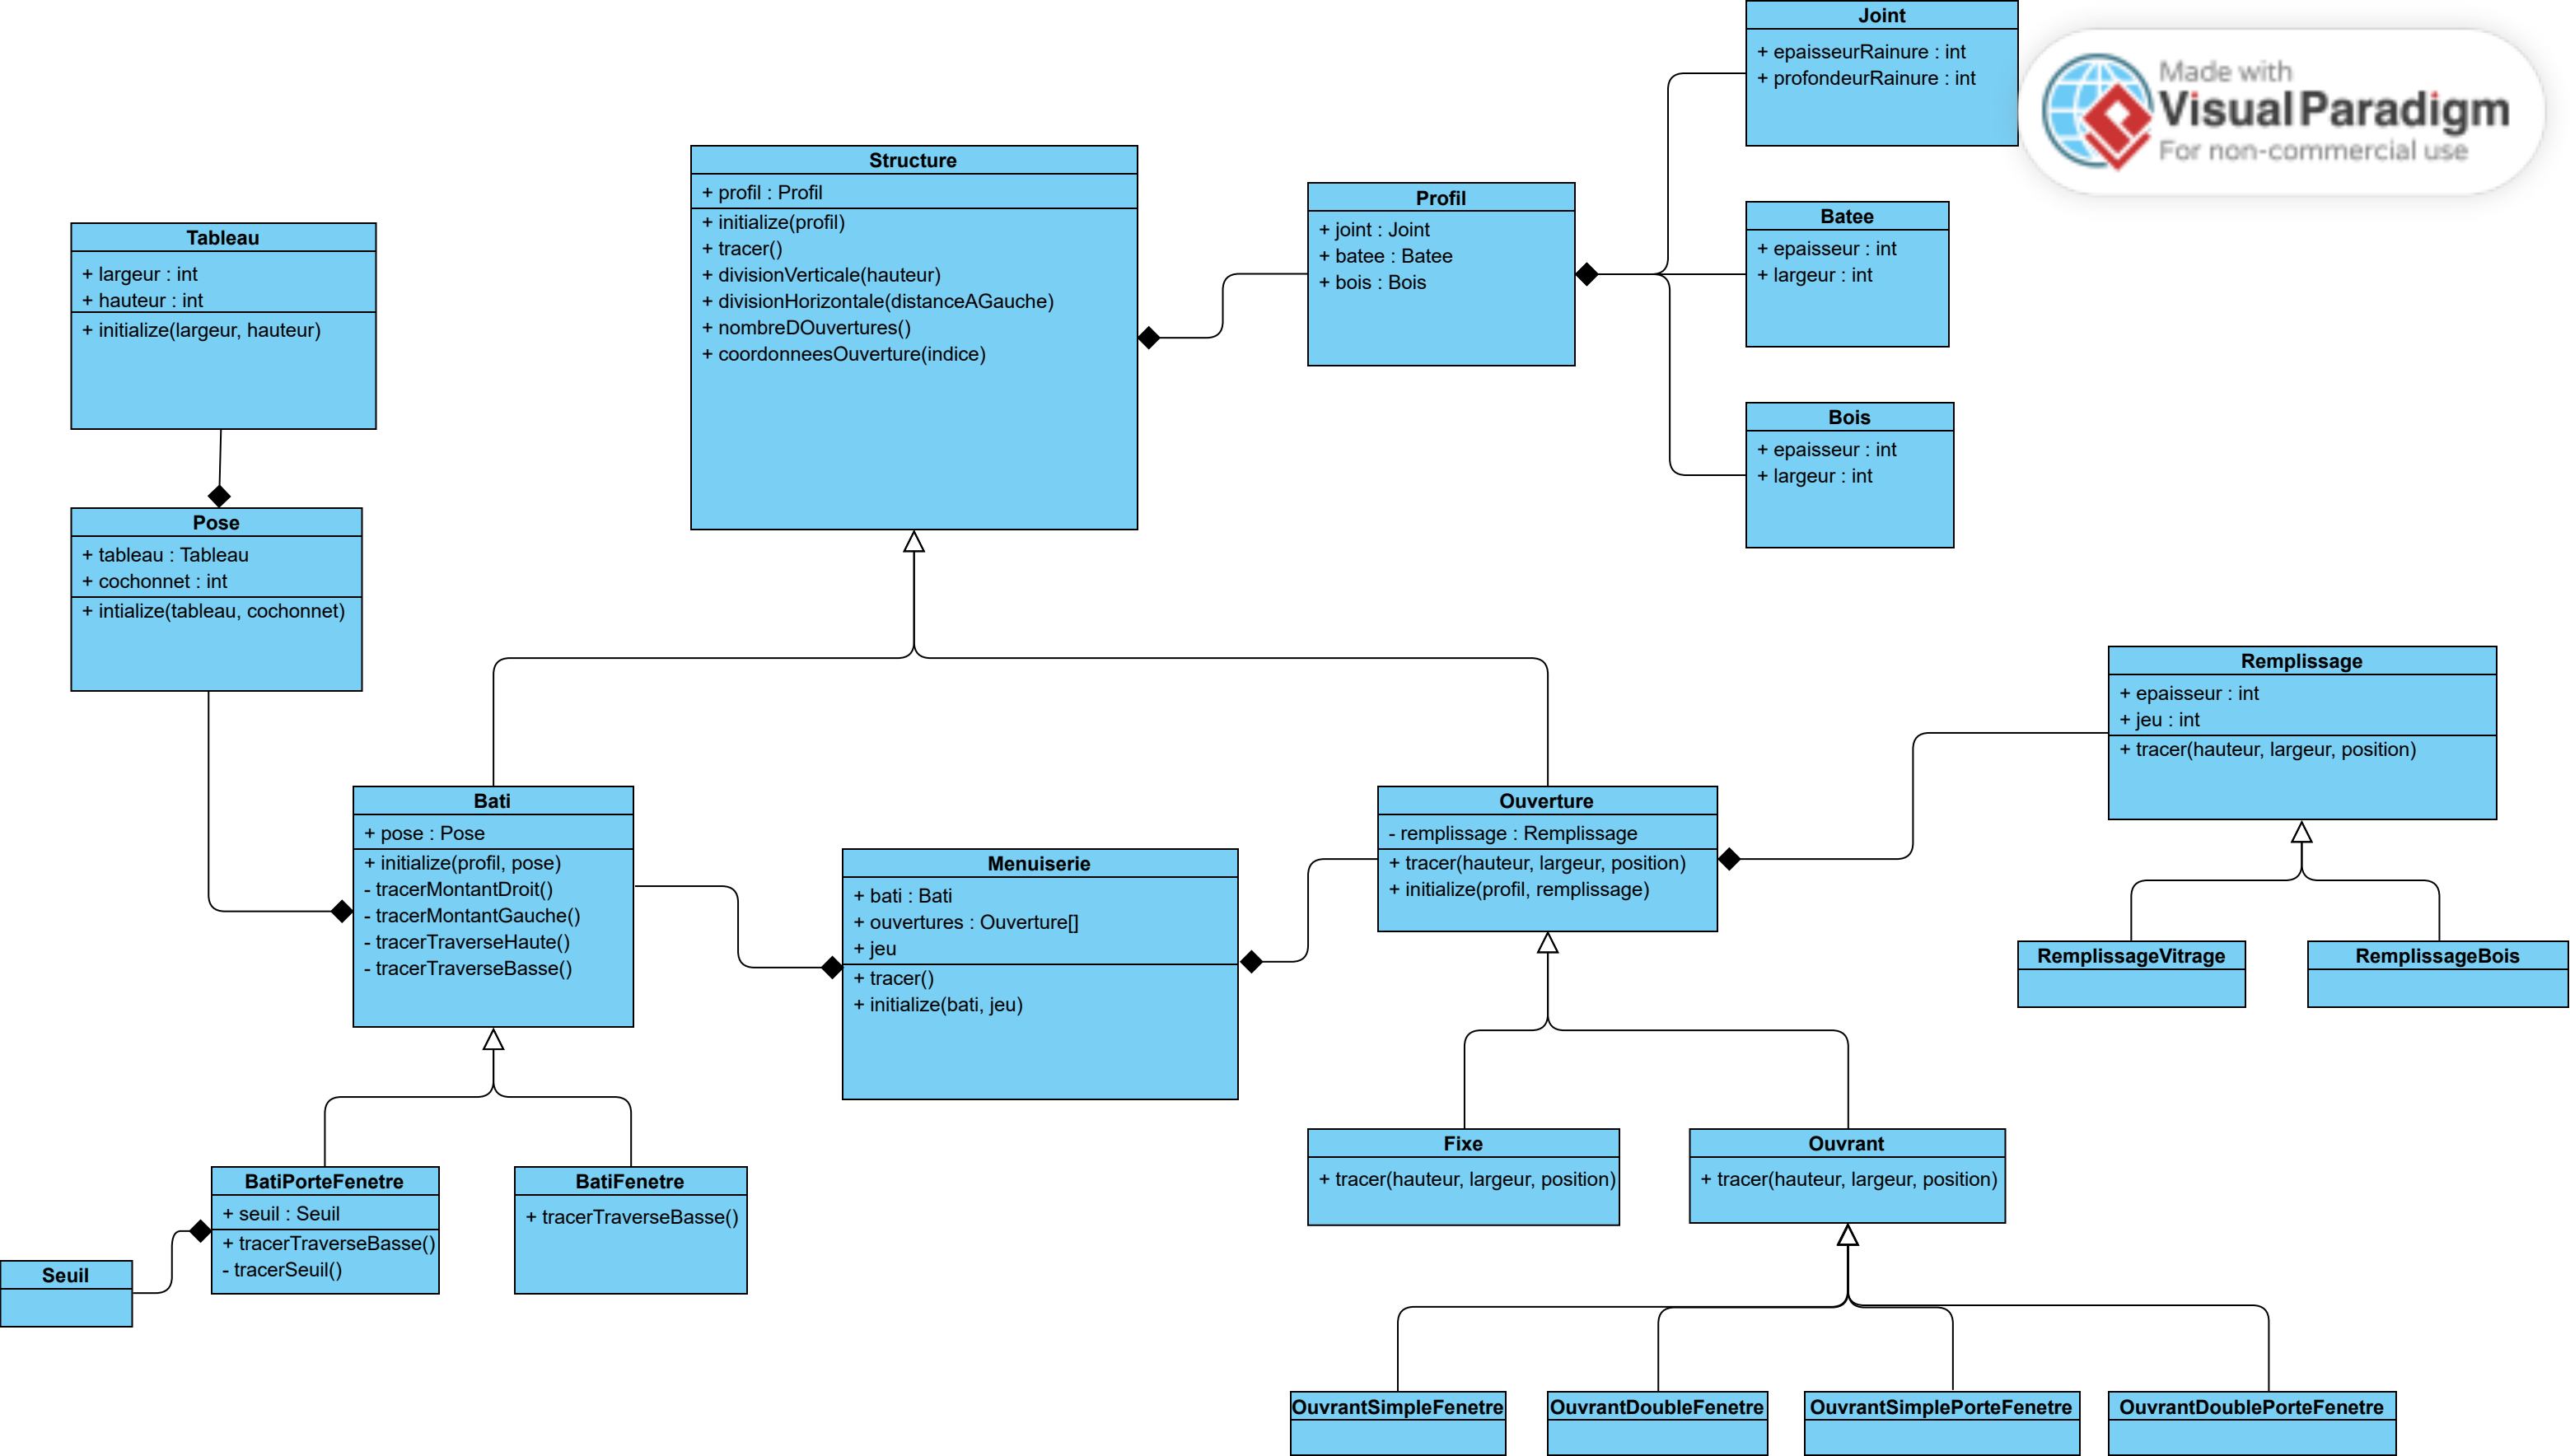 Joint
+ epaisseurRainure : int
+ profondeurRainure : int
Made with
Visual Paradigm
For non-commercial use
Structure
+ profil : Profil
+ initialize(profil)
+ tracer()
+ divisionVerticale(hauteur)
+ divisionHorizontale(distanceAGauche)
+ nombreDOuvertures()
+ coordonneesOuverture(indice)
Profil
+ joint : Joint
+ batee : Batee
+ bois : Bois
Batee
+ epaisseur : int
+ largeur : int
Tableau
+ largeur : int
+ hauteur : int
+ initialize(largeur, hauteur)
Bois
+ epaisseur : int
+ largeur : int
Pose
+ tableau : Tableau
+ cochonnet : int
+ intialize(tableau, cochonnet)
Remplissage
+ epaisseur : int
+ jeu : int
+ tracer(hauteur, largeur, position)
Bati
+ pose : Pose
+ initialize(profil, pose)
- tracerMontantDroit()
- tracerMontantGauche()
- tracerTraverseHaute()
- tracerTraverseBasse()
Menuiserie
+ bati : Bati
+ ouvertures : Ouverture[]
+ jeu
+ tracer()
+ initialize(bati, jeu)
Ouverture
- remplissage : Remplissage
+ tracer(hauteur, largeur, position)
+ initialize(profil, remplissage)
RemplissageVitrage
RemplissageBois
Fixe
+ tracer(hauteur, largeur, position)
Ouvrant
+ tracer(hauteur, largeur, position)
BatiPorteFenetre
+ seuil : Seuil
+ tracerTraverseBasse()
- tracerSeuil()
BatiFenetre
+ tracerTraverseBasse()
Seuil
OuvrantSimpleFenetre
OuvrantDoubleFenetre
OuvrantSimplePorteFenetre
OuvrantDoublePorteFenetre